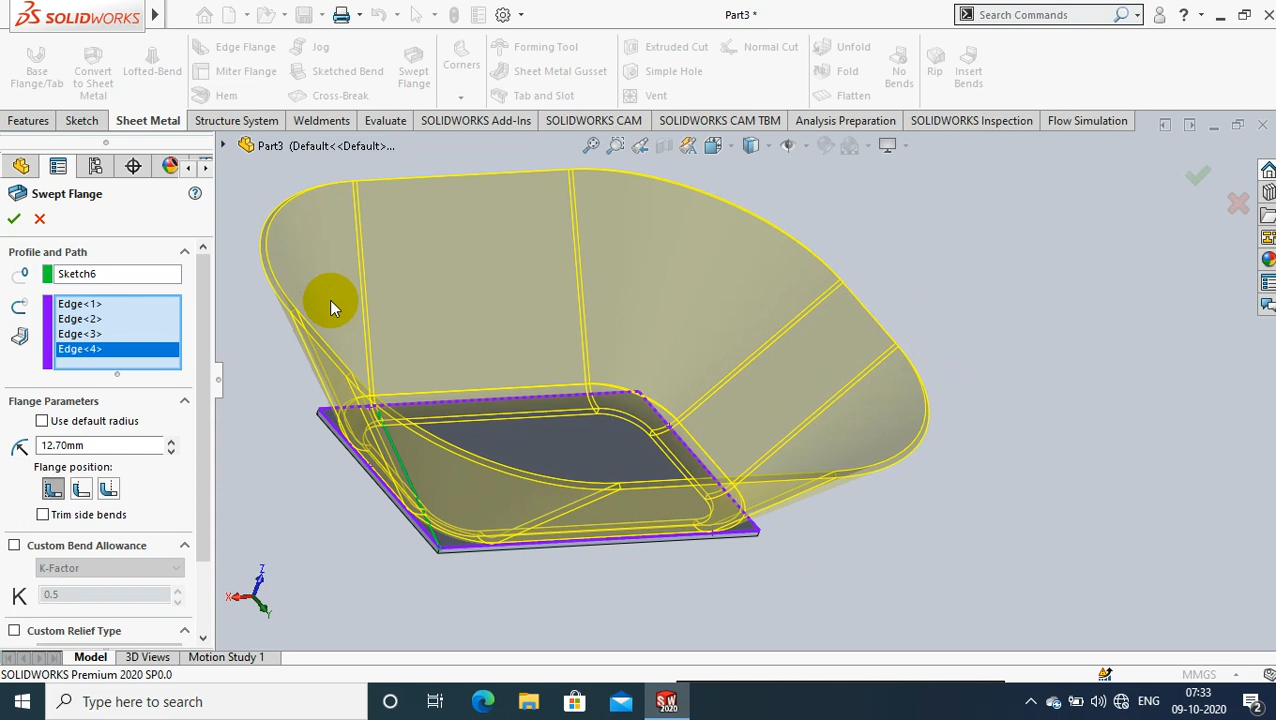 SOLIDWORKS
Part3 *
Search Commands
?
Base Flange/Tab
Convert to Sheet Metal
Lofted-Bend
Edge Flange
Miter Flange
Hem
Jog
Sketched Bend
Cross-Break
Swept Flange
Corners
Forming Tool
Sheet Metal Gusset
Tab and Slot
Extruded Cut
Simple Hole
Vent
Normal Cut
Unfold
Fold
Flatten
No Bends
Rip
Insert Bends
Features
Sketch
Sheet Metal
Structure System
Weldments
Evaluate
SOLIDWORKS Add-Ins
SOLIDWORKS CAM
SOLIDWORKS CAM TBM
Analysis Preparation
SOLIDWORKS Inspection
Flow Simulation
Part3 (Default<<Default>...
Swept Flange
?
Profile and Path
Sketch6
Edge<1>
Edge<2>
Edge<3>
Edge<4>
Flange Parameters
Use default radius
12.70mm
Flange position:
Trim side bends
Custom Bend Allowance
K-Factor
K
0.5
Custom Relief Type
Z
X
Y
Model
3D Views
Motion Study 1
SOLIDWORKS Premium 2020 SP0.0
MMGS
Type here to search
SW
2020
ENG
07:33
09-10-2020
2